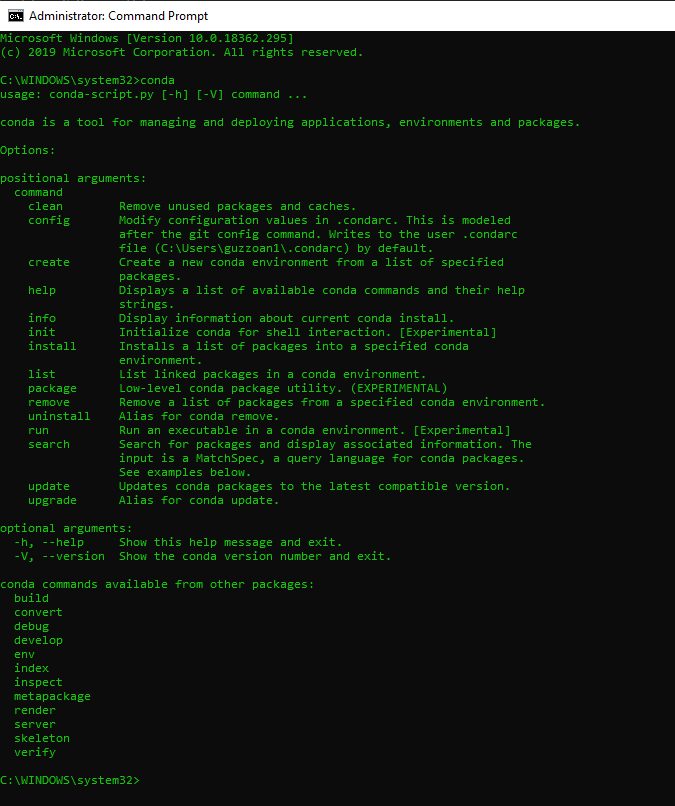 Administrator: Command Prompt
Microsoft Windows [Version 10.0.18362.295]
(c) 2019 Microsoft Corporation. All rights reserved.
C:\WINDOWS\system32>conda
usage: conda-script.py [-h] [-V] command ...
conda is a tool for managing and deploying applications, environments and packages.
Options:
positional arguments:
  command
    clean        Remove unused packages and caches.
    config       Modify configuration values in .condarc. This is modeled
                 after the git config command. Writes to the user .condarc
                 file (C:\Users\guzzoan1\.condarc) by default.
    create       Create a new conda environment from a list of specified
                 packages.
    help         Displays a list of available conda commands and their help
                 strings.
    info         Display information about current conda install.
    init         Initialize conda for shell interaction. [Experimental]
    install      Installs a list of packages into a specified conda
                 environment.
    list         List linked packages in a conda environment.
    package      Low-level conda package utility. (EXPERIMENTAL)
    remove       Remove a list of packages from a specified conda environment.
    uninstall    Alias for conda remove.
    run          Run an executable in a conda environment. [Experimental]
    search       Search for packages and display associated information. The
                 input is a MatchSpec, a query language for conda packages.
                 See examples below.
    update       Updates conda packages to the latest compatible version.
    upgrade      Alias for conda update.
optional arguments:
  -h, --help     Show this help message and exit.
  -V, --version  Show the conda version number and exit.
conda commands available from other packages:
  build
  convert
  debug
  develop
  env
  index
  inspect
  metapackage
  render
  server
  skeleton
  verify
C:\WINDOWS\system32>